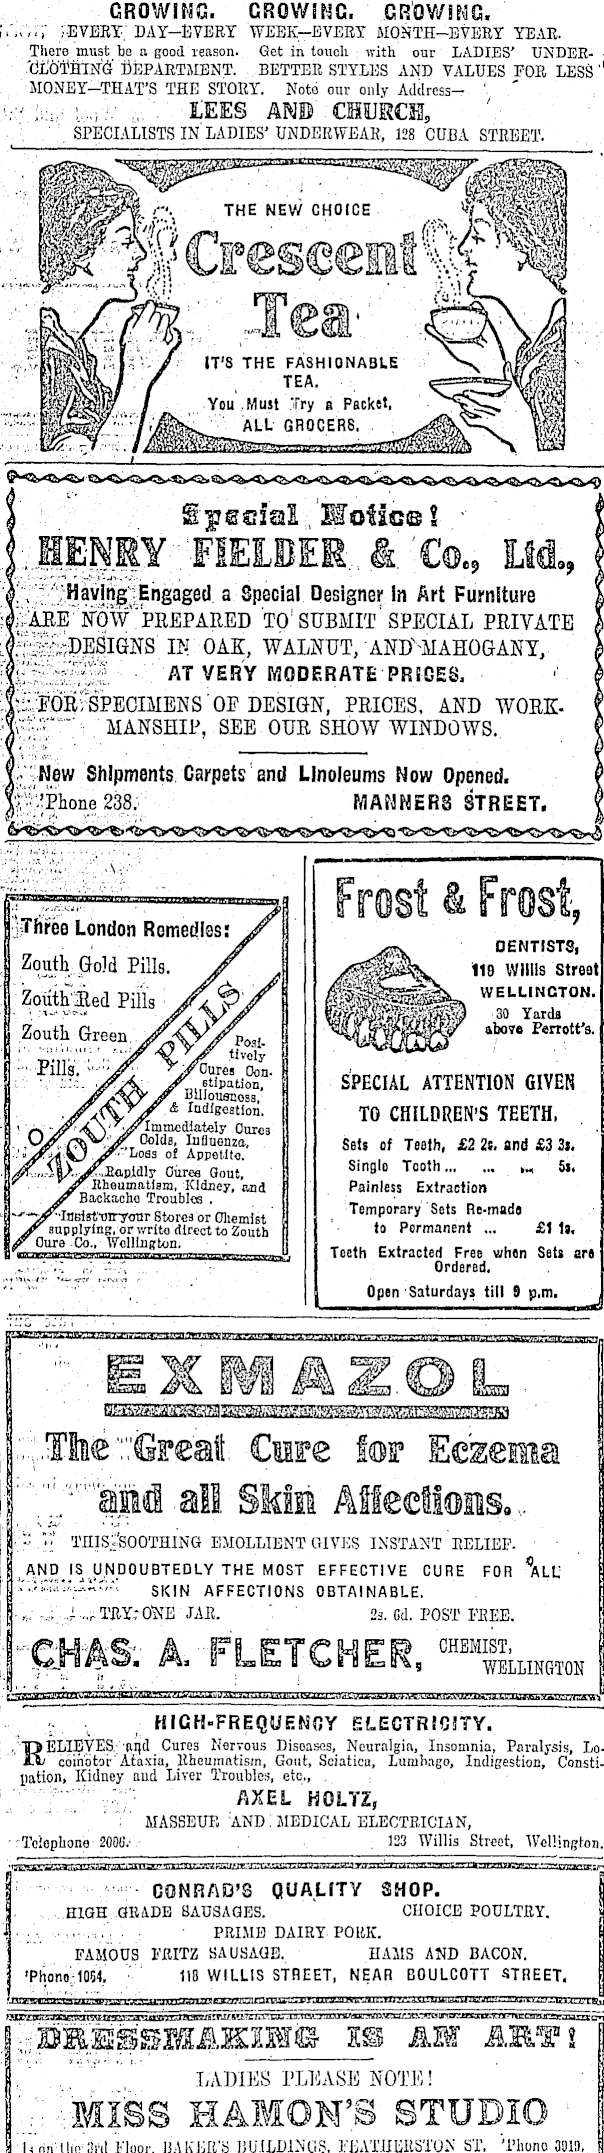 GROWING. GROWING. GROWING.
EVERY DAY—EVERY WEEK—EVERY MONTH—EVERY YEAR.
There must be a good reason. Get in touch with our LADIES' UNDER-
CLOTHING DEPARTMENT. BETTER STYLES AND VALUES FOR LESS
MONEY—THAT'S THE STORY. Note our only Address—
LEES AND CHURCH,
SPECIALISTS IN LADIES' UNDERWEAR, 128 CUBA STREET.
THE NEW CHOICE
Crescent
Tea
IT'S THE FASHIONABLE
TEA.
You Must Try a Packet,
ALL GROCERS.
Special Notice!
HENRY FIELDER & Co., Ltd.,
Having Engaged a Special Designer in Art Furniture
ARE NOW PREPARED TO SUBMIT SPECIAL PRIVATE
DESIGNS IN OAK, WALNUT, AND MAHOGANY,
AT VERY MODERATE PRICES.
FOR SPECIMENS OF DESIGN, PRICES, AND WORK-
MANSHIP, SEE OUR SHOW WINDOWS.
New Shipments Carpets and Linoleums Now Opened.
'Phone 238. MANNERS STREET.
Three London Remedies:
Zouth Gold Pills.
Zouth Red Pills
Zouth Green
Pills.
ZOUTH PILLS
Posi-
tively
Cures Con-
stipation,
Biliousness,
& Indigestion.
Immediately Cures
Colds, Influenza,
Loss of Appetite.
Rapidly Cures Gout,
Rheumatism, Kidney, and
Backache Troubles.
Insist on your Stores or Chemist
supplying, or write direct to Zouth
Cure Co., Wellington.
Frost & Frost,
DENTISTS,
119 Willis Street
WELLINGTON.
30 Yards
above Perrott's.
SPECIAL ATTENTION GIVEN
TO CHILDREN'S TEETH.
Sets of Teeth, £2 2s. and £3 3s.
Single Tooth ... ... ... 5s.
Painless Extraction
Temporary Sets Re-made
to Permanent ... £1 1s.
Teeth Extracted Free when Sets are
Ordered.
Open Saturdays till 9 p.m.
EXMAZOL
The Great Cure for Eczema
and all Skin Affections.
THIS SOOTHING EMOLLIENT GIVES INSTANT RELIEF.
AND IS UNDOUBTEDLY THE MOST EFFECTIVE CURE FOR ALL
SKIN AFFECTIONS OBTAINABLE.
TRY ONE JAR. 2s. 6d. POST FREE.
CHAS. A. FLETCHER, CHEMIST,
WELLINGTON
HIGH-FREQUENCY ELECTRICITY.
RELIEVES and Cures Nervous Diseases, Neuralgia, Insomnia, Paralysis, Lo-
comotor Ataxia, Rheumatism, Gout, Sciatica, Lumbago, Indigestion, Consti-
pation, Kidney and Liver Troubles, etc.,
AXEL HOLTZ,
MASSEUR AND MEDICAL ELECTRICIAN,
Telephone 2006. 123 Willis Street, Wellington.
CONRAD'S QUALITY SHOP.
HIGH GRADE SAUSAGES. CHOICE POULTRY.
PRIME DAIRY PORK.
FAMOUS FRITZ SAUSAGE. HAMS AND BACON.
'Phone 1064. 118 WILLIS STREET, NEAR BOULCOTT STREET.
DRESSMAKING IS AN ART!
LADIES PLEASE NOTE!
MISS HAMON'S STUDIO
Is on the 3rd Floor, BAKER'S BUILDINGS, FEATHERSTON ST. 'Phone 3919,